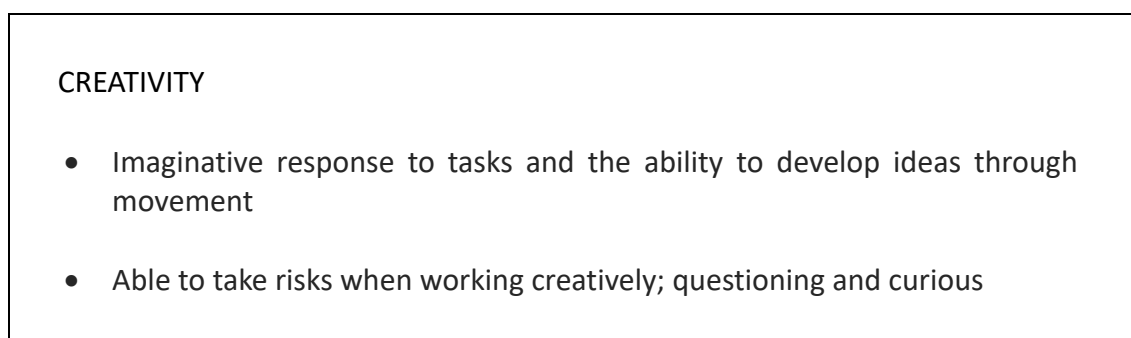 CREATIVITY
• Imaginative response to tasks and the ability to develop ideas through
movement
• Able to take risks when working creatively; questioning and curious